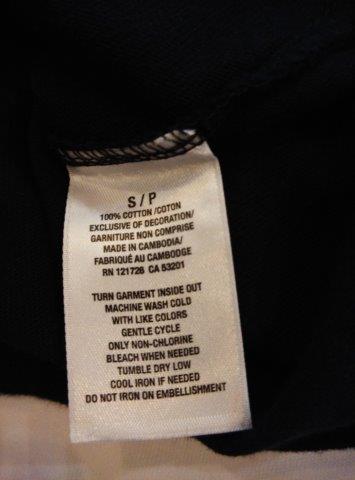 S/P
100% COTTON /COTON
EXCLUSIVE OF DECORATION/
GARNITURE NON COMPRISE
MADE IN CAMBODIA/
FABRIQUÉ AU CAMBODGE
RN 121728 CA 53201
TURN GARMENT INSIDE OUT
MACHINE WASH COLD
WITH LIKE COLORS
GENTLE CYCLE
ONLY NON-CHLORINE
BLEACH WHEN NEEDED
TUMBLE DRY LOW
COOL IRON IF NEEDED
DO NOT IRON ON EMBELLISHMENT